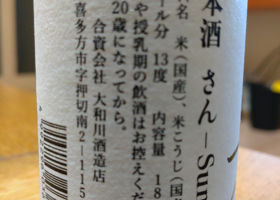 本酒 さん―Sun
名 米(国産)、米こうじ(国
ール分 13度 内容量 18
や授乳期の飲酒はお控えくだ
20歳になってから。
合資会社 大和川酒造店
喜多方市字押切南2-115